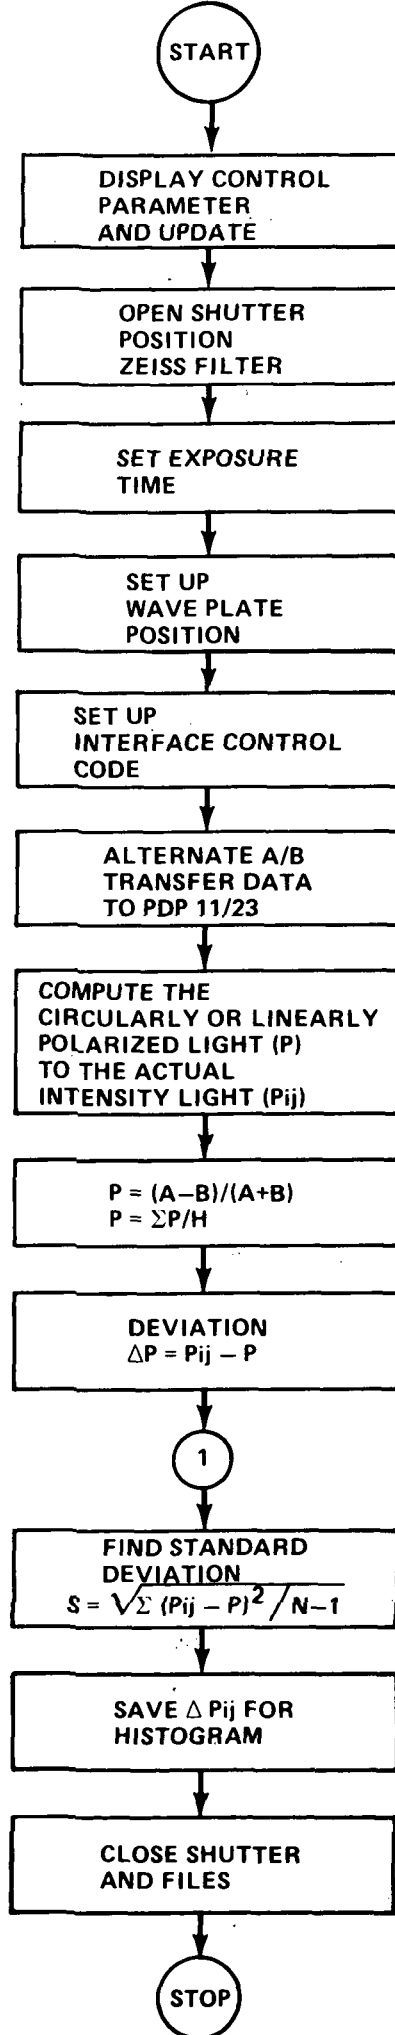 START
DISPLAY CONTROL
PARAMETER
AND UPDATE
OPEN SHUTTER
POSITION
ZEISS FILTER
SET EXPOSURE
TIME
SET UP
WAVE PLATE
POSITION
SET UP
INTERFACE CONTROL
CODE
ALTERNATE A/B
TRANSFER DATA
TO PDP 11/23
COMPUTE THE
CIRCULARLY OR LINEARLY
POLARIZED LIGHT (P)
TO THE ACTUAL
INTENSITY LIGHT (Pij)
P = (A−B)/(A+B)
P = ΣP/H
DEVIATION
ΔP = Pij − P
1
FIND STANDARD
DEVIATION
S = √Σ (Pij − P)² / N−1
SAVE Δ Pij FOR
HISTOGRAM
CLOSE SHUTTER
AND FILES
STOP